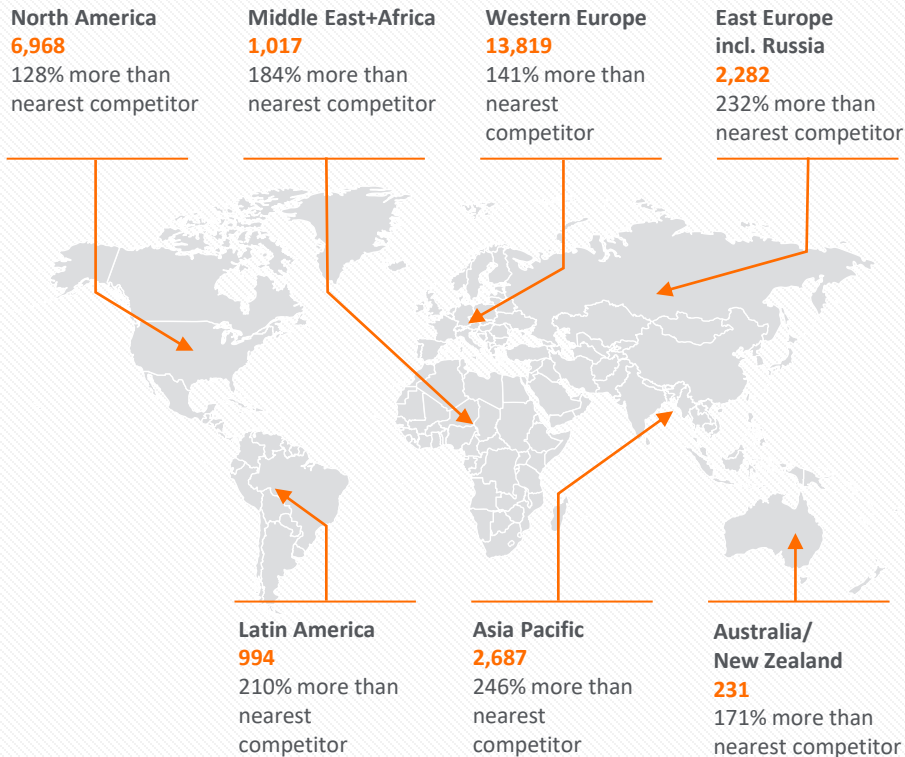 North America
6,968
128% more than
nearest competitor
Middle East+Africa
1,017
184% more than
nearest competitor
Western Europe
13,819
141% more than
nearest
competitor
East Europe
incl. Russia
2,282
232% more than
nearest competitor
Latin America
994
210% more than
nearest
competitor
Asia Pacific
2,687
246% more than
nearest
competitor
Australia/
New Zealand
231
171% more than
nearest competitor